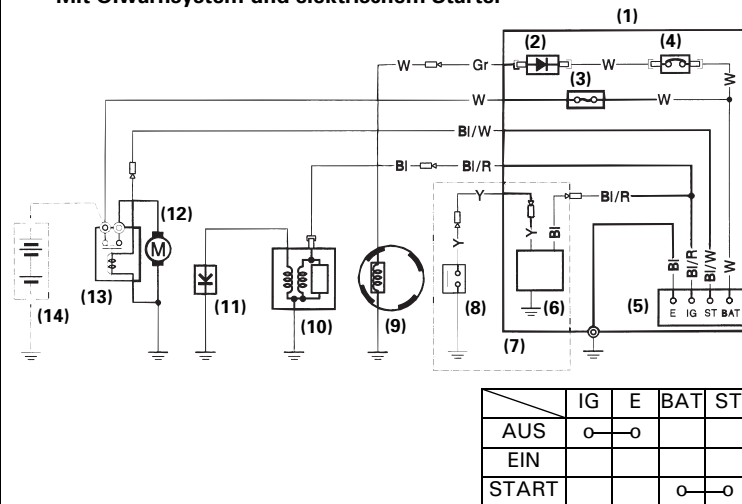 Mit Ölwarnsystem und elektrischem Starter
(1)
(2)
(4)
W
Gr
W
(3)
W
W
W
Bl/W
Bl
Bl/R
Y
Bl/R
Y
Y
Bl
Bl
Bl/R
Bl/W
W
(12)
M
(14)
(13)
(11)
(10)
(9)
(8)
(6)
(7)
(5)
E IG ST BAT
IG E BAT ST
AUS
EIN
START